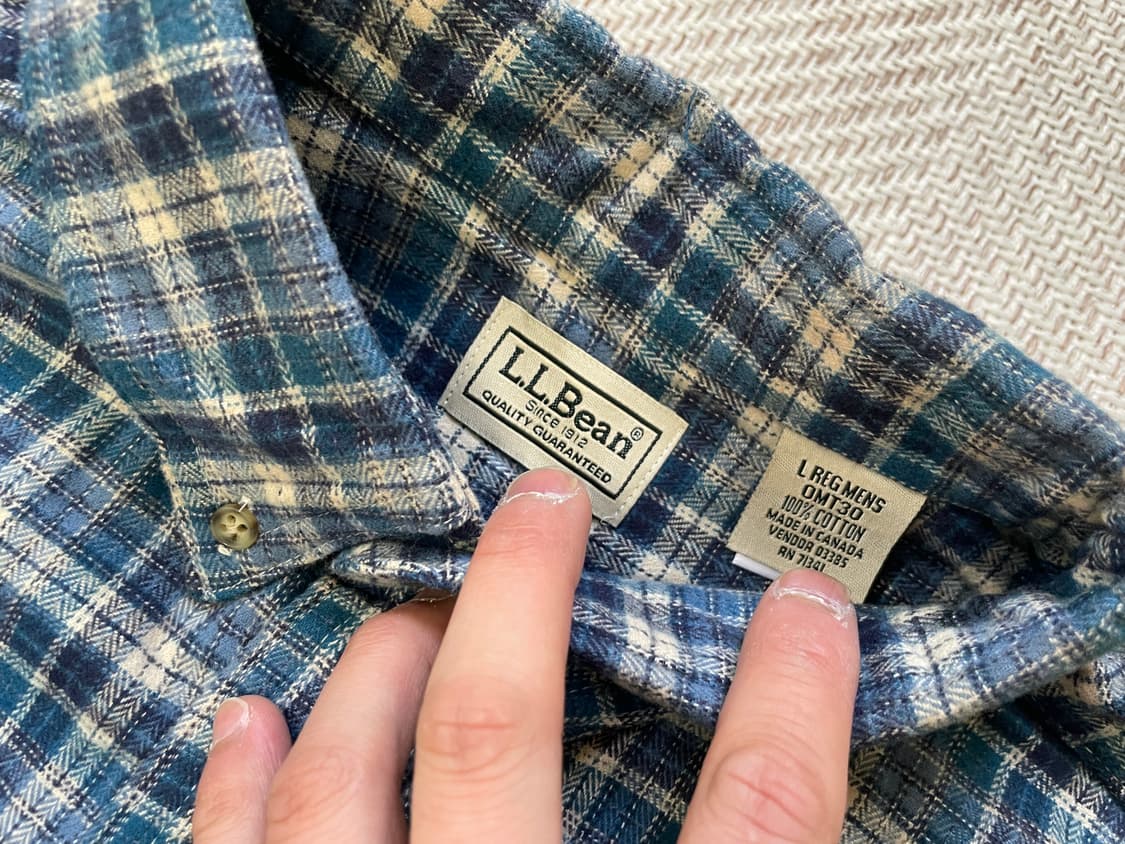 L.L.Bean®
Since 1912
QUALITY GUARANTEED
L REG MENS
0MT30
100% COTTON
MADE IN CANADA
VENDOR 03385
RN 71341